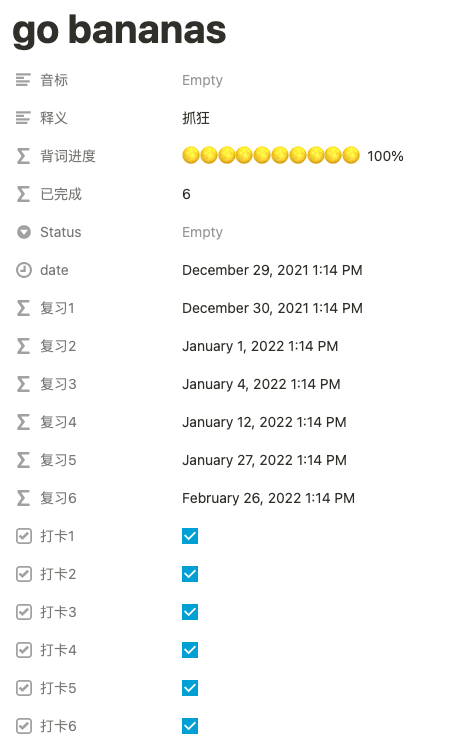 go bananas
音标 Empty
释义 抓狂
背词进度 🌕🌕🌕🌕🌕🌕🌕🌕🌕🌕 100%
已完成 6
Status Empty
date December 29, 2021 1:14 PM
复习1 December 30, 2021 1:14 PM
复习2 January 1, 2022 1:14 PM
复习3 January 4, 2022 1:14 PM
复习4 January 12, 2022 1:14 PM
复习5 January 27, 2022 1:14 PM
复习6 February 26, 2022 1:14 PM
打卡1
打卡2
打卡3
打卡4
打卡5
打卡6